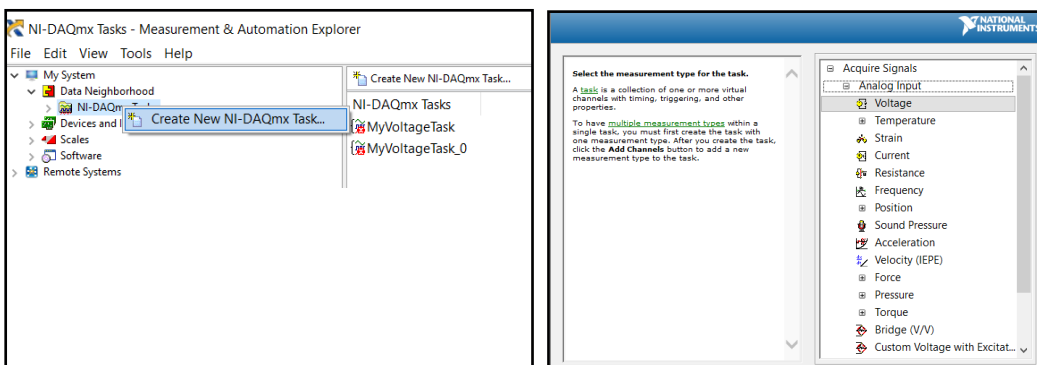 NI-DAQmx Tasks - Measurement & Automation Explorer
File Edit View Tools Help
My System
Data Neighborhood
NI-DAQm
Devices and I
Scales
Software
Remote Systems
Create New NI-DAQmx Task...
Create New NI-DAQmx Task...
NI-DAQmx Tasks
MyVoltageTask
MyVoltageTask_0
NATIONAL
INSTRUMENTS
Select the measurement type for the task.
A task is a collection of one or more virtual
channels with timing, triggering, and other
properties.
To have multiple measurement types within a
single task, you must first create the task with
one measurement type. After you create the task,
click the Add Channels button to add a new
measurement type to the task.
Acquire Signals
Analog Input
Voltage
Temperature
Strain
Current
Resistance
Frequency
Position
Sound Pressure
Acceleration
Velocity (IEPE)
Force
Pressure
Torque
Bridge (V/V)
Custom Voltage with Excitat...